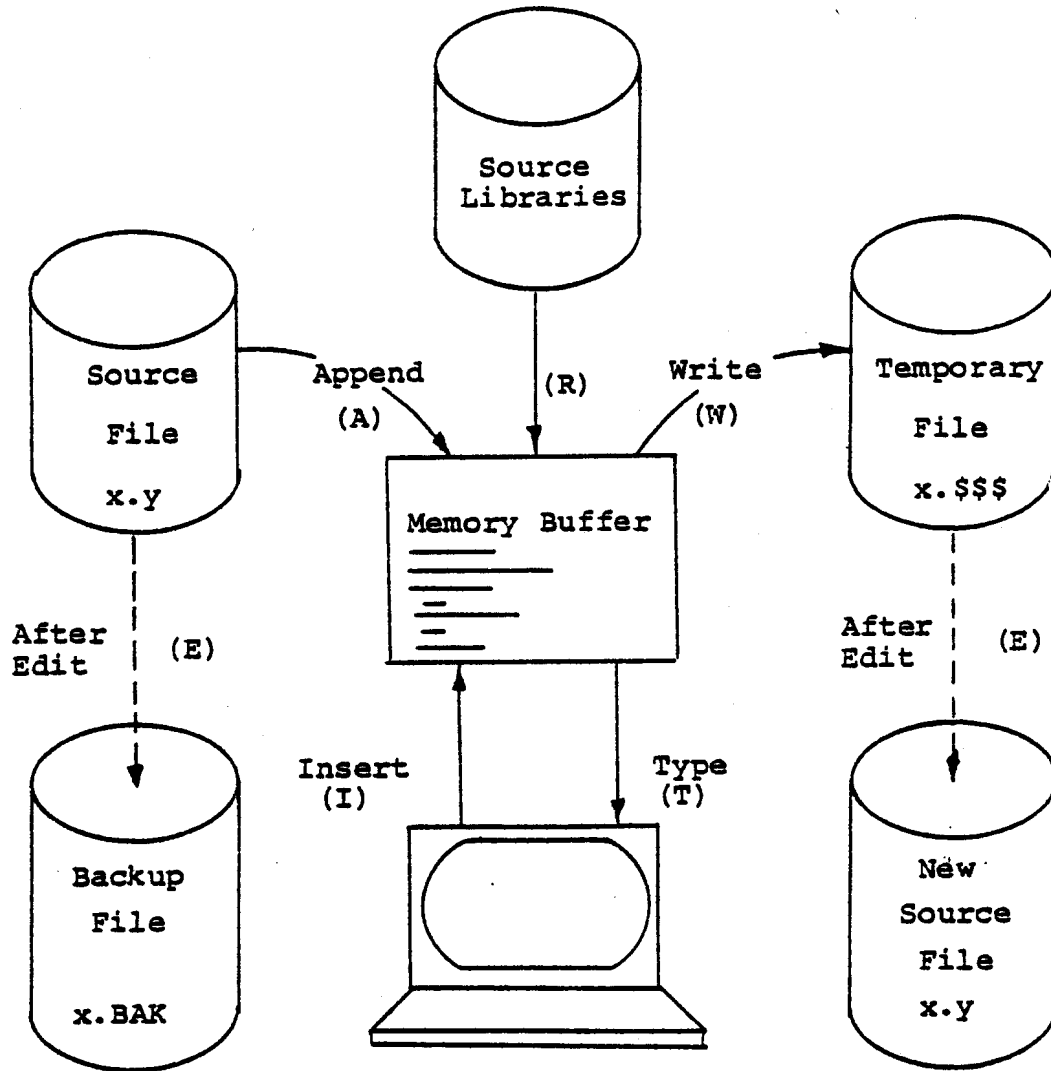 Source
Libraries
Source
File
x.y
Append
(A)
(R)
Write
(W)
Temporary
File
x.$$$
Memory Buffer
After
Edit
(E)
After
Edit
(E)
Insert
(I)
Type
(T)
Backup
File
x.BAK
New
Source
File
x.y